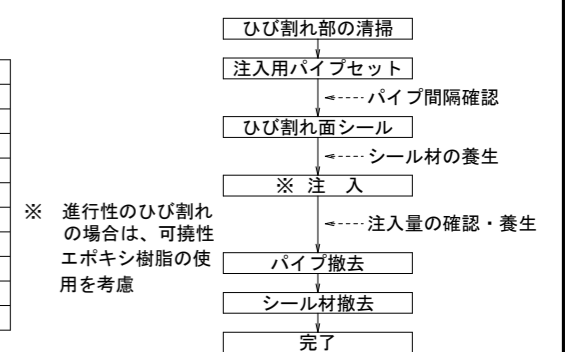 ひび割れ部の清掃
注入用パイプセット
パイプ間隔確認
ひび割れ面シール
シール材の養生
※ 注　入
※　進行性のひび割れ
の場合は、可撓性
エポキシ樹脂の使
用を考慮
注入量の確認・養生
パイプ撤去
シール材撤去
完了